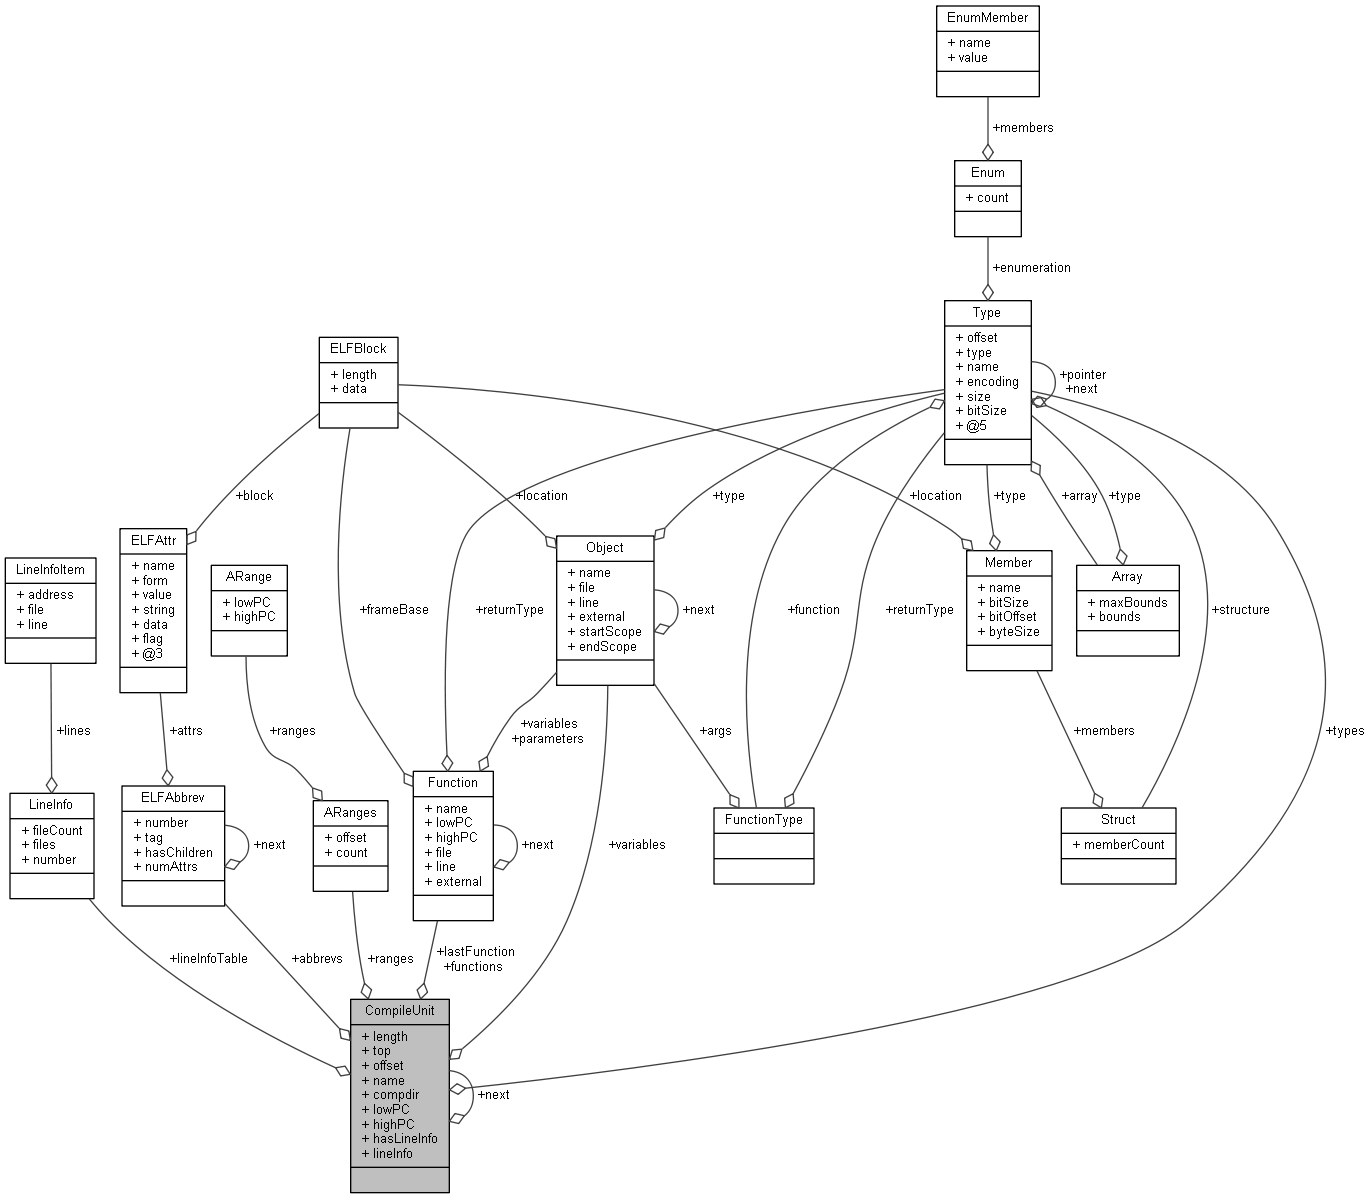 EnumMember
+ name
+ value
+members
Enum
+ count
+enumeration
Type
+ offset
+ type
+ name
+ encoding
+ size
+ bitSize
+ @5
+pointer
+next
ELFBlock
+ length
+ data
+block
+location
+type
+location
+type
+array
+type
ELFAttr
+ name
+ form
+ value
+ string
+ data
+ flag
+ @3
LineInfoItem
+ address
+ file
+ line
ARange
+ lowPC
+ highPC
+frameBase
+returnType
Object
+ name
+ file
+ line
+ external
+ startScope
+ endScope
+next
+function
+returnType
Member
+ name
+ bitSize
+ bitOffset
+ byteSize
Array
+ maxBounds
+ bounds
+structure
+lines
+attrs
+ranges
+variables
+parameters
+args
+members
+types
LineInfo
+ fileCount
+ files
+ number
ELFAbbrev
+ number
+ tag
+ hasChildren
+ numAttrs
+next
ARanges
+ offset
+ count
Function
+ name
+ lowPC
+ highPC
+ file
+ line
+ external
+next
+variables
FunctionType
Struct
+ memberCount
+lineInfoTable
+abbrevs
+ranges
+lastFunction
+functions
CompileUnit
+ length
+ top
+ offset
+ name
+ compdir
+ lowPC
+ highPC
+ hasLineInfo
+ lineInfo
+next